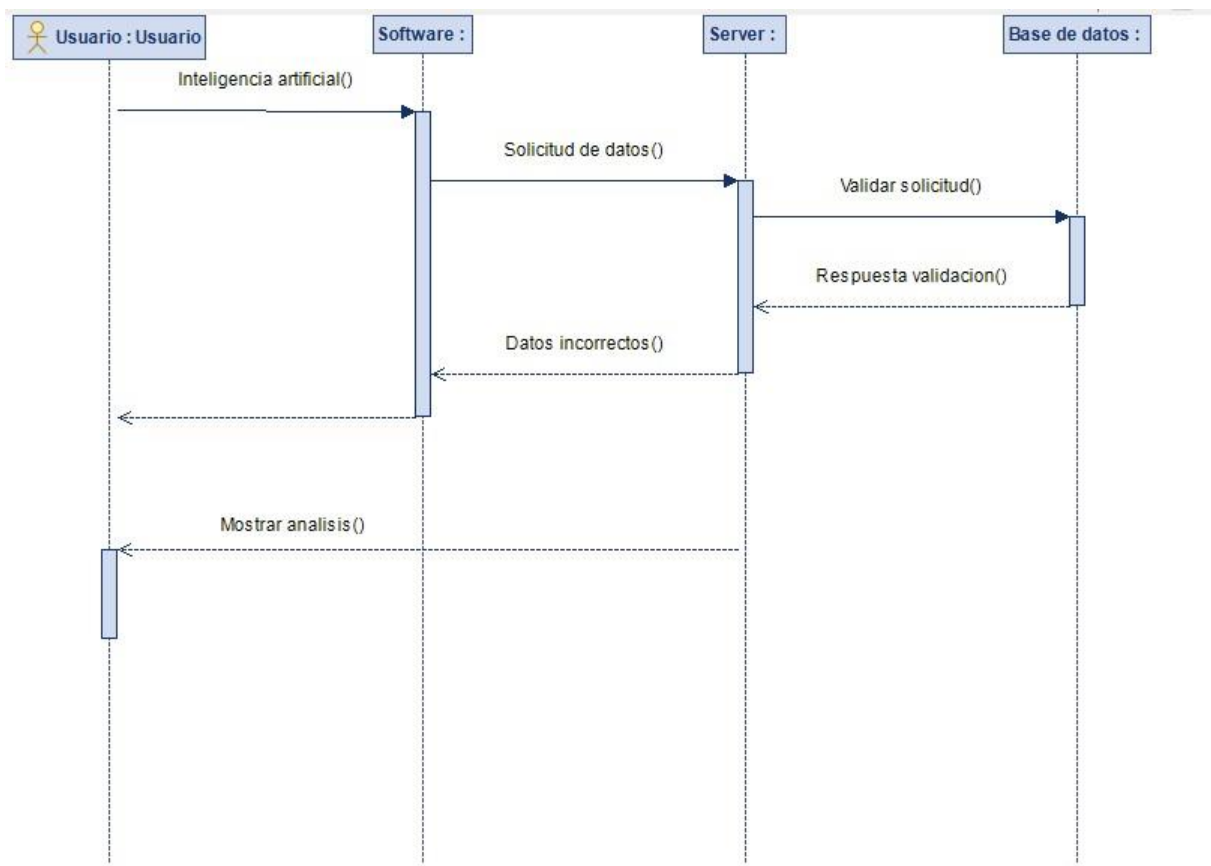 Usuario : Usuario
Software :
Server :
Base de datos :
Inteligencia artificial()
Solicitud de datos()
Validar solicitud()
Respuesta validacion()
Datos incorrectos()
Mostrar analisis()